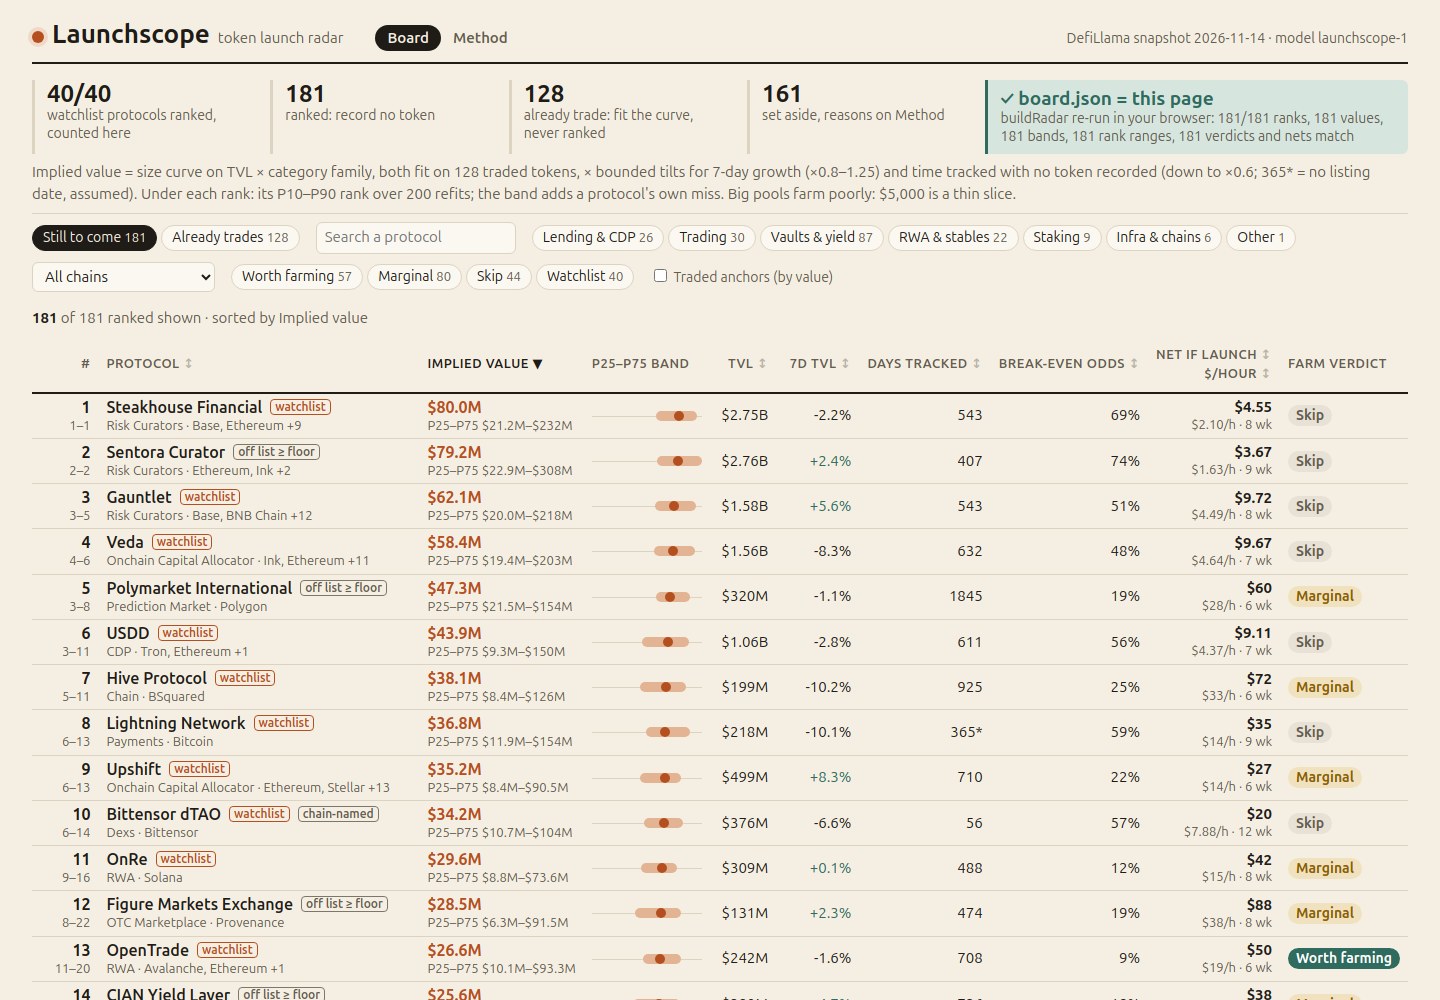 Launchscope token launch radar Board Method DefiLlama snapshot 2026-11-14 · model launchscope-1
40/40
watchlist protocols ranked,
counted here
181
ranked: record no token
128
already trade: fit the curve,
never ranked
161
set aside, reasons on Method
✓ board.json = this page
buildRadar re-run in your browser: 181/181 ranks, 181 values,
181 bands, 181 rank ranges, 181 verdicts and nets match
Implied value = size curve on TVL × category family, both fit on 128 traded tokens, × bounded tilts for 7-day growth (×0.8–1.25) and time tracked with no token recorded (down to ×0.6; 365* = no listing
date, assumed). Under each rank: its P10–P90 rank over 200 refits; the band adds a protocol's own miss. Big pools farm poorly: $5,000 is a thin slice.
Still to come 181 Already trades 128 Search a protocol Lending & CDP 26 Trading 30 Vaults & yield 87 RWA & stables 22 Staking 9 Infra & chains 6 Other 1
All chains Worth farming 57 Marginal 80 Skip 44 Watchlist 40 Traded anchors (by value)
181 of 181 ranked shown · sorted by Implied value
# PROTOCOL ↕ IMPLIED VALUE ▼ P25–P75 BAND TVL ↕ 7D TVL ↕ DAYS TRACKED ↕ BREAK-EVEN ODDS ↕ NET IF LAUNCH ↕ FARM VERDICT
$/HOUR ↕
1 Steakhouse Financial watchlist $80.0M $2.75B -2.2% 543 69% $4.55 Skip
1–1 Risk Curators · Base, Ethereum +9 P25–P75 $21.2M–$232M $2.10/h · 8 wk
2 Sentora Curator off list ≥ floor $79.2M $2.76B +2.4% 407 74% $3.67 Skip
2–2 Risk Curators · Ethereum, Ink +2 P25–P75 $22.9M–$308M $1.63/h · 9 wk
3 Gauntlet watchlist $62.1M $1.58B +5.6% 543 51% $9.72 Skip
3–5 Risk Curators · Base, BNB Chain +12 P25–P75 $20.0M–$218M $4.49/h · 8 wk
4 Veda watchlist $58.4M $1.56B -8.3% 632 48% $9.67 Skip
4–6 Onchain Capital Allocator · Ink, Ethereum +11 P25–P75 $19.4M–$203M $4.64/h · 7 wk
5 Polymarket International off list ≥ floor $47.3M $320M -1.1% 1845 19% $60 Marginal
3–8 Prediction Market · Polygon P25–P75 $21.5M–$154M $28/h · 6 wk
6 USDD watchlist $43.9M $1.06B -2.8% 611 56% $9.11 Skip
3–11 CDP · Tron, Ethereum +1 P25–P75 $9.3M–$150M $4.37/h · 7 wk
7 Hive Protocol watchlist $38.1M $199M -10.2% 925 25% $72 Marginal
5–11 Chain · BSquared P25–P75 $8.4M–$126M $33/h · 6 wk
8 Lightning Network watchlist $36.8M $218M -10.1% 365* 59% $35 Skip
6–13 Payments · Bitcoin P25–P75 $11.9M–$154M $14/h · 9 wk
9 Upshift watchlist $35.2M $499M +8.3% 710 22% $27 Marginal
6–13 Onchain Capital Allocator · Ethereum, Stellar +13 P25–P75 $8.4M–$90.5M $14/h · 6 wk
10 Bittensor dTAO watchlist chain-named $34.2M $376M -6.6% 56 57% $20 Skip
6–14 Dexs · Bittensor P25–P75 $10.7M–$104M $7.88/h · 12 wk
11 OnRe watchlist $29.6M $309M +0.1% 488 12% $42 Marginal
9–16 RWA · Solana P25–P75 $8.8M–$73.6M $15/h · 8 wk
12 Figure Markets Exchange off list ≥ floor $28.5M $131M +2.3% 474 19% $88 Marginal
8–22 OTC Marketplace · Provenance P25–P75 $6.3M–$91.5M $38/h · 8 wk
13 OpenTrade watchlist $26.6M $242M -1.6% 708 9% $50 Worth farming
11–20 RWA · Avalanche, Ethereum +1 P25–P75 $10.1M–$93.3M $19/h · 6 wk
14 CIAN Yield Layer off list ≥ floor $25.6M $38